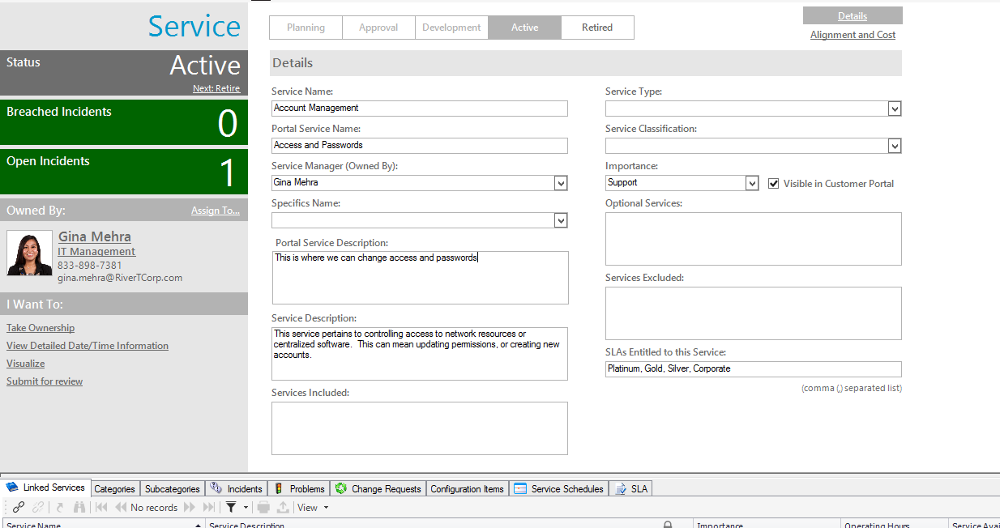 Service
Status
Active
Next: Retire
Breached Incidents
0
Open Incidents
1
Owned By:
Assign To...
Gina Mehra
IT Management
833-898-7381
gina.mehra@RiverTCorp.com
I Want To:
Take Ownership
View Detailed Date/Time Information
Visualize
Submit for review
Planning
Approval
Development
Active
Retired
Details
Alignment and Cost
Details
Service Name:
Account Management
Portal Service Name:
Access and Passwords
Service Manager (Owned By):
Gina Mehra
Specifics Name:
Portal Service Description:
This is where we can change access and passwords
Service Description:
This service pertains to controlling access to network resources or
centralized software.  This can mean updating permissions, or creating new
accounts.
Services Included:
Service Type:
Service Classification:
Importance:
Support
Visible in Customer Portal
Optional Services:
Services Excluded:
SLAs Entitled to this Service:
Platinum, Gold, Silver, Corporate
(comma (,) separated list)
Linked Services
Categories
Subcategories
Incidents
Problems
Change Requests
Configuration Items
Service Schedules
SLA
No records
View
Service Name
Service Description
Importance
Operating Hours
Service Avai